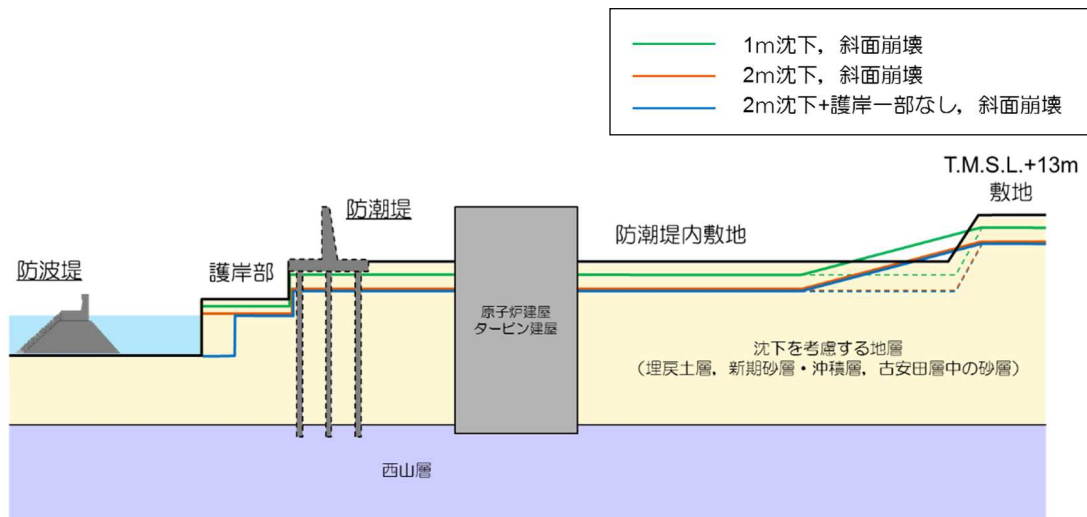 1m沈下，斜面崩壊
2m沈下，斜面崩壊
2m沈下+護岸一部なし，斜面崩壊
T.M.S.L.+13m
敷地
防潮堤
防潮堤内敷地
護岸部
防波堤
原子炉建屋
タービン建屋
沈下を考慮する地層
（埋戻土層，新期砂層・沖積層，古安田層中の砂層）
西山層